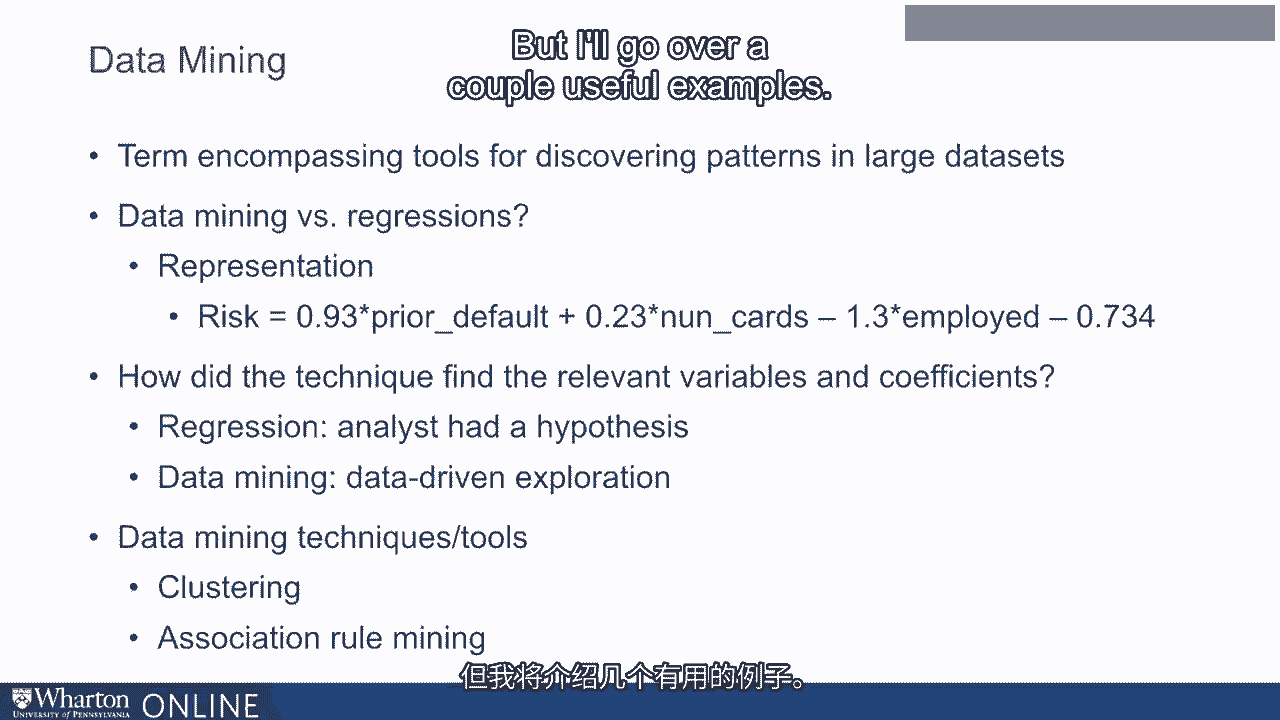 But I'll go over a
couple useful examples.
Data Mining
• Term encompassing tools for discovering patterns in large datasets
• Data mining vs. regressions?
• Representation
• Risk = 0.93*prior_default + 0.23*nun_cards – 1.3*employed – 0.734
• How did the technique find the relevant variables and coefficients?
• Regression: analyst had a hypothesis
• Data mining: data-driven exploration
• Data mining techniques/tools
• Clustering
• Association rule mining
但我将介绍几个有用的例子。
Wharton ONLINE
UNIVERSITY of PENNSYLVANIA